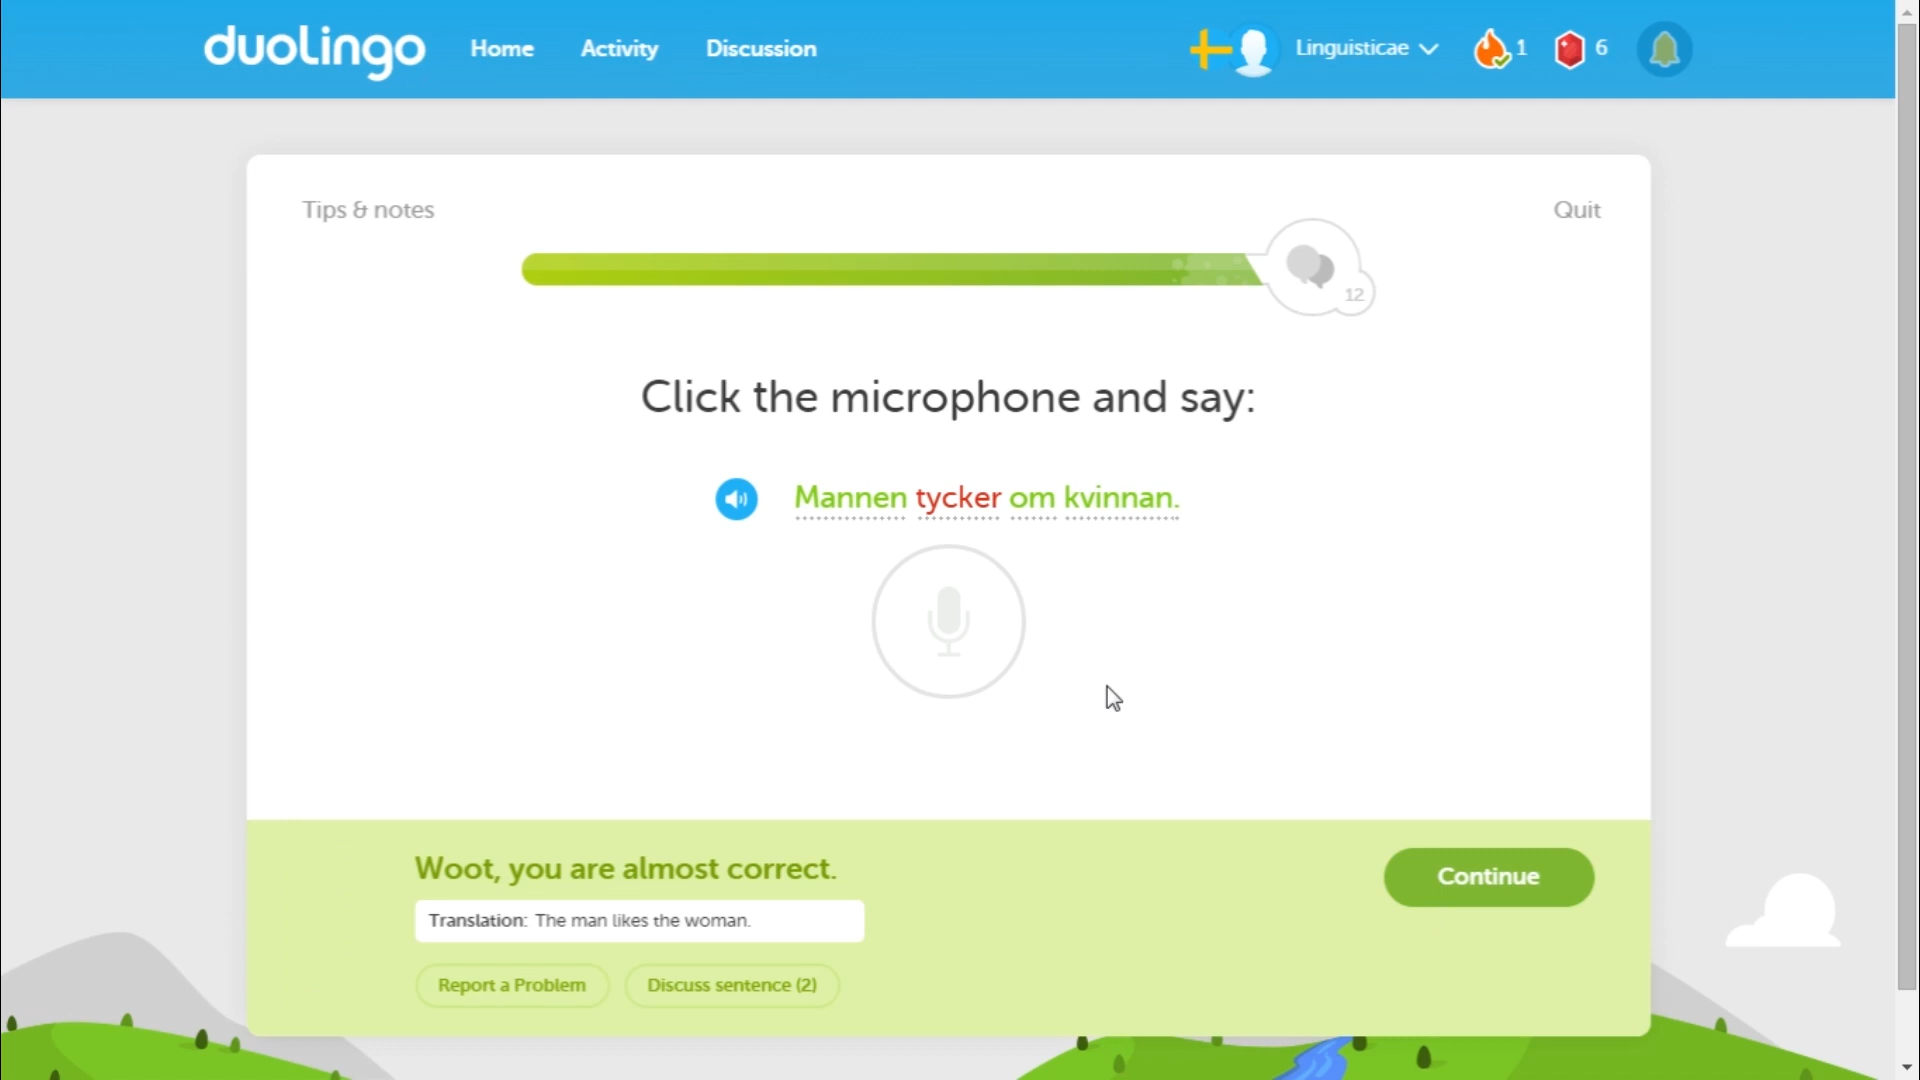 duolingo Home Activity Discussion Linguisticae 1 6
Tips & notes Quit
12
Click the microphone and say:
Mannen tycker om kvinnan.
Woot, you are almost correct.
Continue
Translation: The man likes the woman.
Report a Problem Discuss sentence (2)